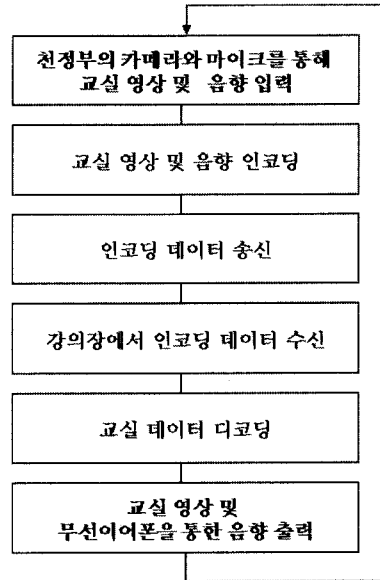 천정부의 카메라와 마이크를 통해
교실 영상 및 음향 입력
교실 영상 및 음향 인코딩
인코딩 데이터 송신
강의장에서 인코딩 데이터 수신
교실 데이터 디코딩
교실 영상 및
무선이어폰을 통한 음향 출력